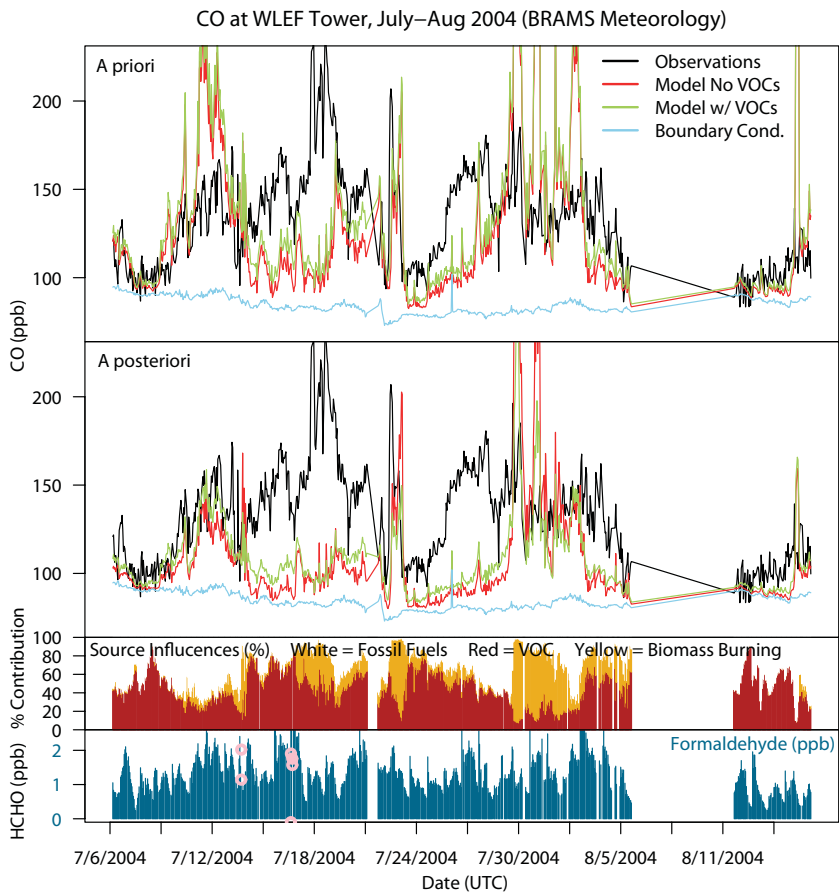 CO at WLEF Tower, July–Aug 2004 (BRAMS Meteorology)
A priori
Observations
Model No VOCs
Model w/ VOCs
Boundary Cond.
200
150
100
CO (ppb)
A posteriori
200
150
100
100
80
60
40
20
0
% Contribution
Source Influcences (%) White = Fossil Fuels Red = VOC Yellow = Biomass Burning
2
1
0
HCHO (ppb)
Formaldehyde (ppb)
7/6/2004 7/12/2004 7/18/2004 7/24/2004 7/30/2004 8/5/2004 8/11/2004
Date (UTC)